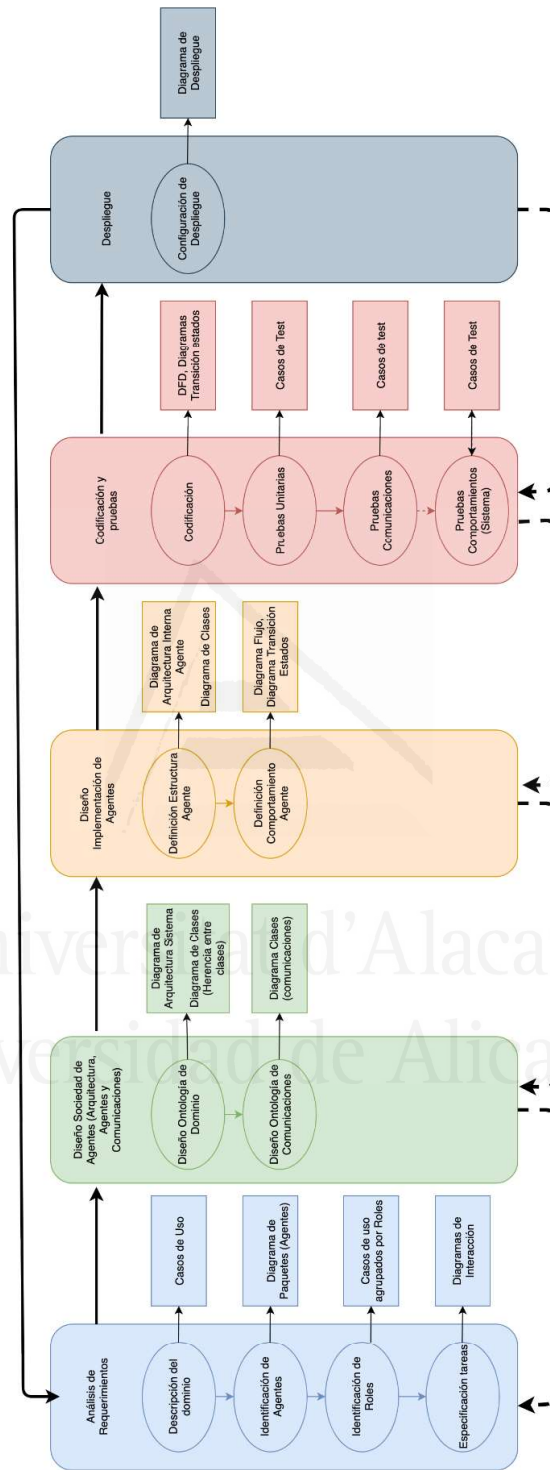 Análisis de
Requerimientos
Descripción del
dominio
Casos de Uso
Identificación de
Agentes
Diagrama de
Paquetes (Agentes)
Identificación de
Roles
Casos de uso
agrupados por Roles
Especificación tareas
Diagramas de
Interacción
Diseño Sociedad de
Agentes (Arquitectura,
Agentes y
Comunicaciones)
Diseño Ontología de
Dominio
Diagrama de
Arquitectura Sistema
Diagrama de Clases
(Herencia entre
clases)
Diseño Ontología de
Comunicaciones
Diagrama Clases
(comunicaciones)
Diseño
Implementación de
Agentes
Definición Estructura
Agente
Diagrama de
Arquitectura Interna
Agente
Diagrama de Clases
Definición
Comportamiento
Agente
Diagrama Flujo,
Diagrama Transición
Estados
Codificación y
pruebas
Codificación
DFD, Diagramas
Transición estados
Pruebas Unitarias
Casos de Test
Pruebas
Comunicaciones
Casos de test
Pruebas
Comportamientos
(Sistema)
Casos de Test
Despliegue
Configuración de
Despliegue
Diagrama de
Despliegue
d'Alaca
de Alica